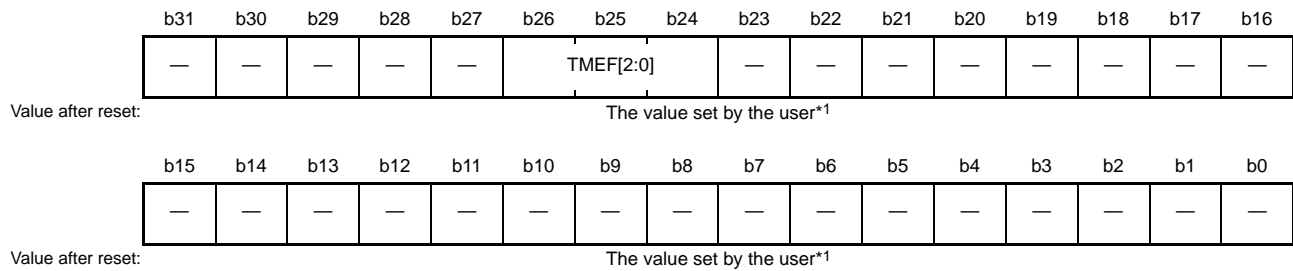 b31 b30 b29 b28 b27 b26 b25 b24 b23 b22 b21 b20 b19 b18 b17 b16
— — — — — TMEF[2:0] — — — — — — — —
Value after reset: The value set by the user*1
b15 b14 b13 b12 b11 b10 b9 b8 b7 b6 b5 b4 b3 b2 b1 b0
— — — — — — — — — — — — — — — —
Value after reset: The value set by the user*1